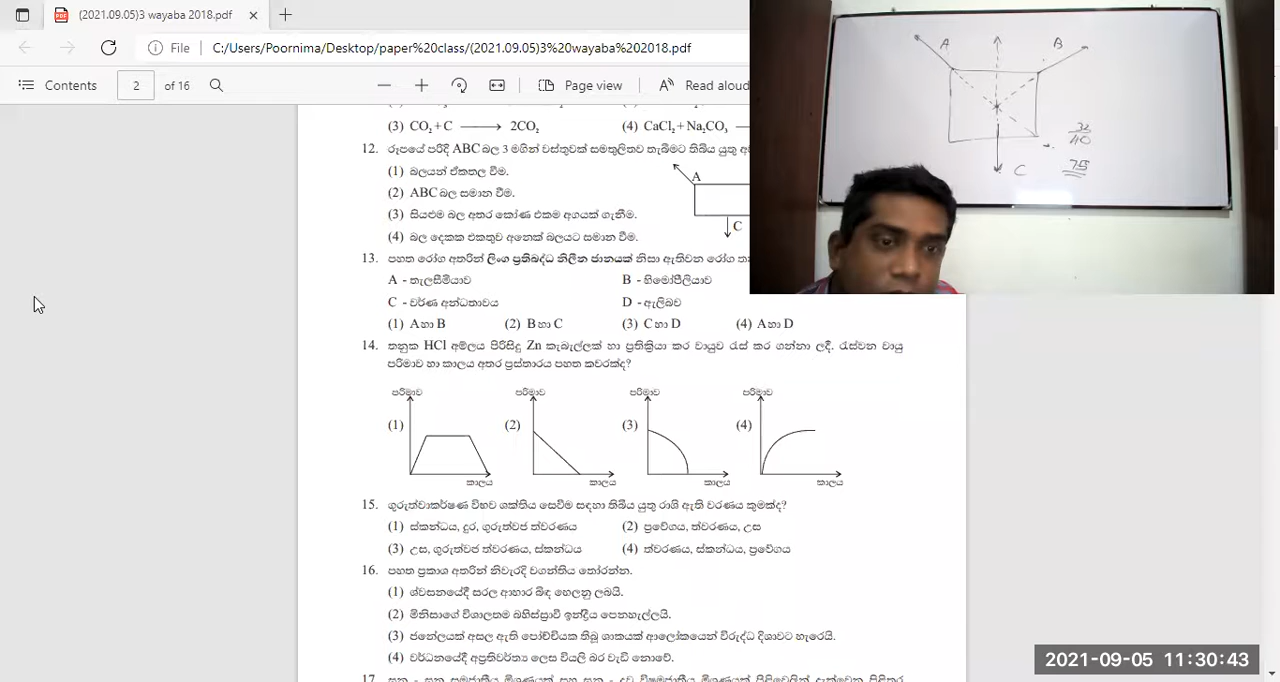 (2021.09.05)3 wayaba 2018.pdf
File C:/Users/Poornima/Desktop/paper%20class/(2021.09.05)3%20wayaba%202018.pdf
Contents 2 of 16 Page view Read aloud
(3) CO₂ + C → 2CO₂ (4) CaCl₂ + Na₂CO₃
12. රූපයේ පරිදි ABC බල 3 මගින් වස්තුවක් සමතුලිතව තැබීමට තිබිය යුතු
(1) බලයන් ඒකතල වීම.
(2) ABC බල සමාන වීම.
(3) සියළුම බල අතර කෝණ එකම අගයක් ගැනීම.
(4) බල දෙකක එකතුව අනෙක් බලයට සමාන වීම.
A
C
13. පහත රෝග අතරින් ලිංග ප්‍රතිබද්ධ නිලීන ජානයක් නිසා ඇතිවන රෝග
A - තැලසීමියාව B - හිමෝපීලියාව
C - වර්ණ අන්ධතාවය D - ඇලිබව
(1) A හා B (2) B හා C (3) C හා D (4) A හා D
14. තනුක HCl අම්ලය පිරිසිදු Zn කැබැල්ලක් හා ප්‍රතික්‍රියා කර වායුව රැස් කර ගන්නා ලදී. රැස්වන වායු
පරිමාව හා කාලය අතර ප්‍රස්තාරය පහත කවරක්ද?
පරිමාව පරිමාව පරිමාව පරිමාව
(1) (2) (3) (4)
කාලය කාලය කාලය කාලය
15. ගුරුත්වාකර්ෂණ විභව ශක්තිය සෙවීම සඳහා තිබිය යුතු රාශි ඇති වරණය කුමක්ද?
(1) ස්කන්ධය, දුර, ගුරුත්වජ ත්වරණය (2) ප්‍රවේගය, ත්වරණය, උස
(3) උස, ගුරුත්වජ ත්වරණය, ස්කන්ධය (4) ත්වරණය, ස්කන්ධය, ප්‍රවේගය
16. පහත ප්‍රකාශ අතරින් නිවැරදි වගන්තිය තෝරන්න.
(1) ශ්වසනයේදී සරල ආහාර බිඳ හෙලනු ලබයි.
(2) මිනිසාගේ විශාලතම බහිස්ස්‍රාවී ඉන්ද්‍රිය පෙනහැල්ලයි.
(3) ජනේලයක් අසල ඇති පෝච්චියක තිබූ ශාකයක් ආලෝකයෙන් විරුද්ධ දිශාවට හැරෙයි.
(4) වර්ධනයේදී අප්‍රතිවර්ත්‍ය ලෙස වියලි බර වැඩි නොවේ.
17.
A B
C
32
40
75
2021-09-05 11:30:43